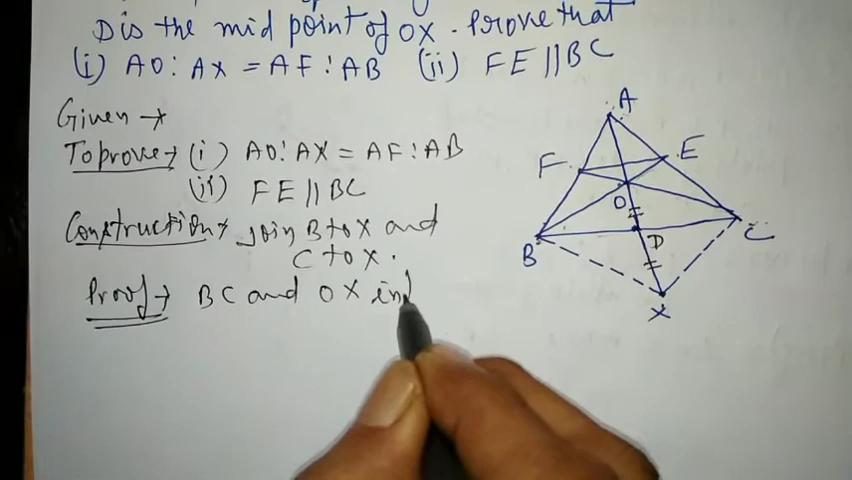 D is the mid point of OX. Prove that
(i) AO : AX = AF : AB (ii) FE || BC
Given →
To prove → (i) AO : AX = AF : AB
(ii) FE || BC
Construction → Join B to X and
C to X.
Proof → BC and OX in
A
F
E
O
B
D
C
X